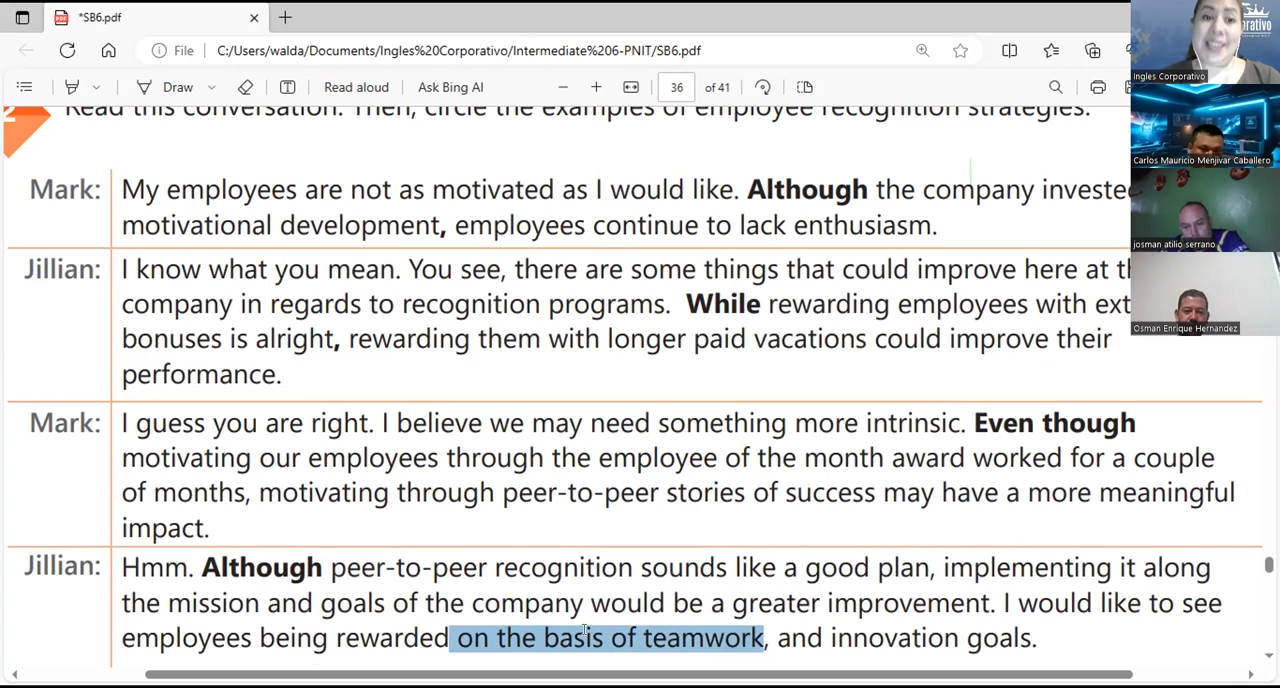 *SB6.pdf
File C:/Users/walda/Documents/Ingles%20Corporativo/Intermediate%206-PNIT/SB6.pdf
Draw Read aloud Ask Bing AI 36 of 41
Read this conversation. Then, circle the examples of employee recognition strategies.
Mark: My employees are not as motivated as I would like. Although the company invested
motivational development, employees continue to lack enthusiasm.
Jillian: I know what you mean. You see, there are some things that could improve here at
company in regards to recognition programs. While rewarding employees with
bonuses is alright, rewarding them with longer paid vacations could improve their
performance.
Mark: I guess you are right. I believe we may need something more intrinsic. Even though
motivating our employees through the employee of the month award worked for a couple
of months, motivating through peer-to-peer stories of success may have a more meaningful
impact.
Jillian: Hmm. Although peer-to-peer recognition sounds like a good plan, implementing it along
the mission and goals of the company would be a greater improvement. I would like to see
employees being rewarded on the basis of teamwork, and innovation goals.
Ingles Corporativo
Carlos Mauricio Menjivar Caballero
josman atilio serrano
Osman Enrique Hernandez